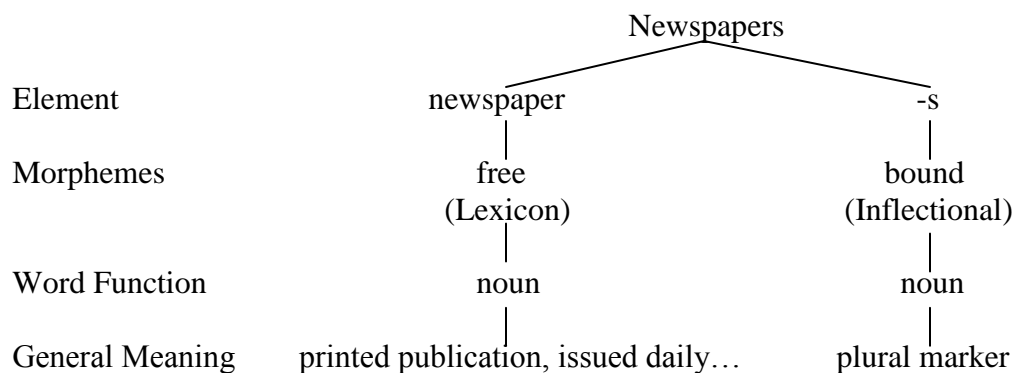 Newspapers
Element newspaper -s
Morphemes free bound
(Lexicon) (Inflectional)
Word Function noun noun
General Meaning printed publication, issued daily… plural marker